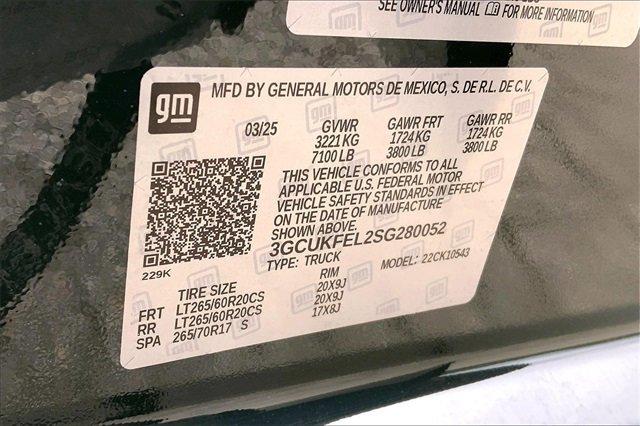 SEE OWNER'S MANUAL FOR MORE INFORMATION
gm
MFD BY GENERAL MOTORS DE MEXICO, S. DE R.L. DE C.V.
03/25 GVWR GAWR FRT GAWR RR
3221 KG 1724 KG 1724 KG
7100 LB 3800 LB 3800 LB
THIS VEHICLE CONFORMS TO ALL
APPLICABLE U.S. FEDERAL MOTOR
VEHICLE SAFETY STANDARDS IN EFFECT
ON THE DATE OF MANUFACTURE
SHOWN ABOVE.
3GCUKFEL2SG280052
TYPE: TRUCK MODEL: 22CK10543
229K
TIRE SIZE RIM
FRT LT265/60R20CS 20X9J
RR LT265/60R20CS 20X9J
SPA 265/70R17 S 17X8J